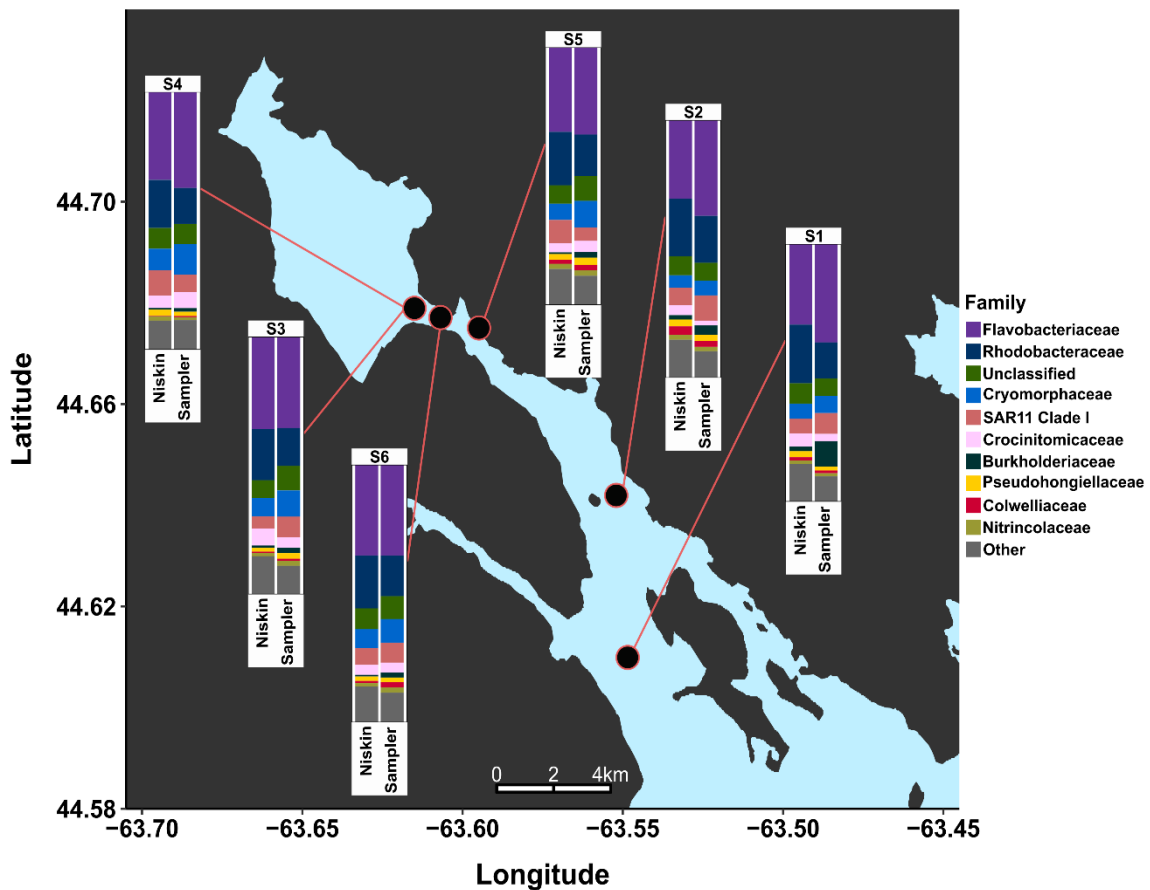 S5
S4
S2
S1
S3
S6
Niskin
Sampler
Niskin
Sampler
Niskin
Sampler
Niskin
Sampler
Niskin
Sampler
Niskin
Sampler
Family
Flavobacteriaceae
Rhodobacteraceae
Unclassified
Cryomorphaceae
SAR11 Clade I
Crocinitomicaceae
Burkholderiaceae
Pseudohongiellaceae
Colwelliaceae
Nitrincolaceae
Other
Latitude
44.70
44.66
44.62
44.58
0 2 4km
−63.70 −63.65 −63.60 −63.55 −63.50 −63.45
Longitude